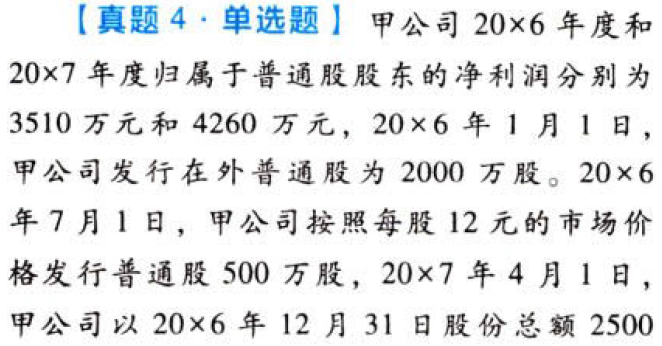 【真题 4·单选题】 甲公司 20×6 年度和
20×7 年度归属于普通股股东的净利润分别为
3510 万元和 4260 万元，20×6 年 1 月 1 日，
甲公司发行在外普通股为 2000 万股。20×6
年 7 月 1 日，甲公司按照每股 12 元的市场价
格发行普通股 500 万股，20×7 年 4 月 1 日，
甲公司以 20×6 年 12 月 31 日股份总额 2500